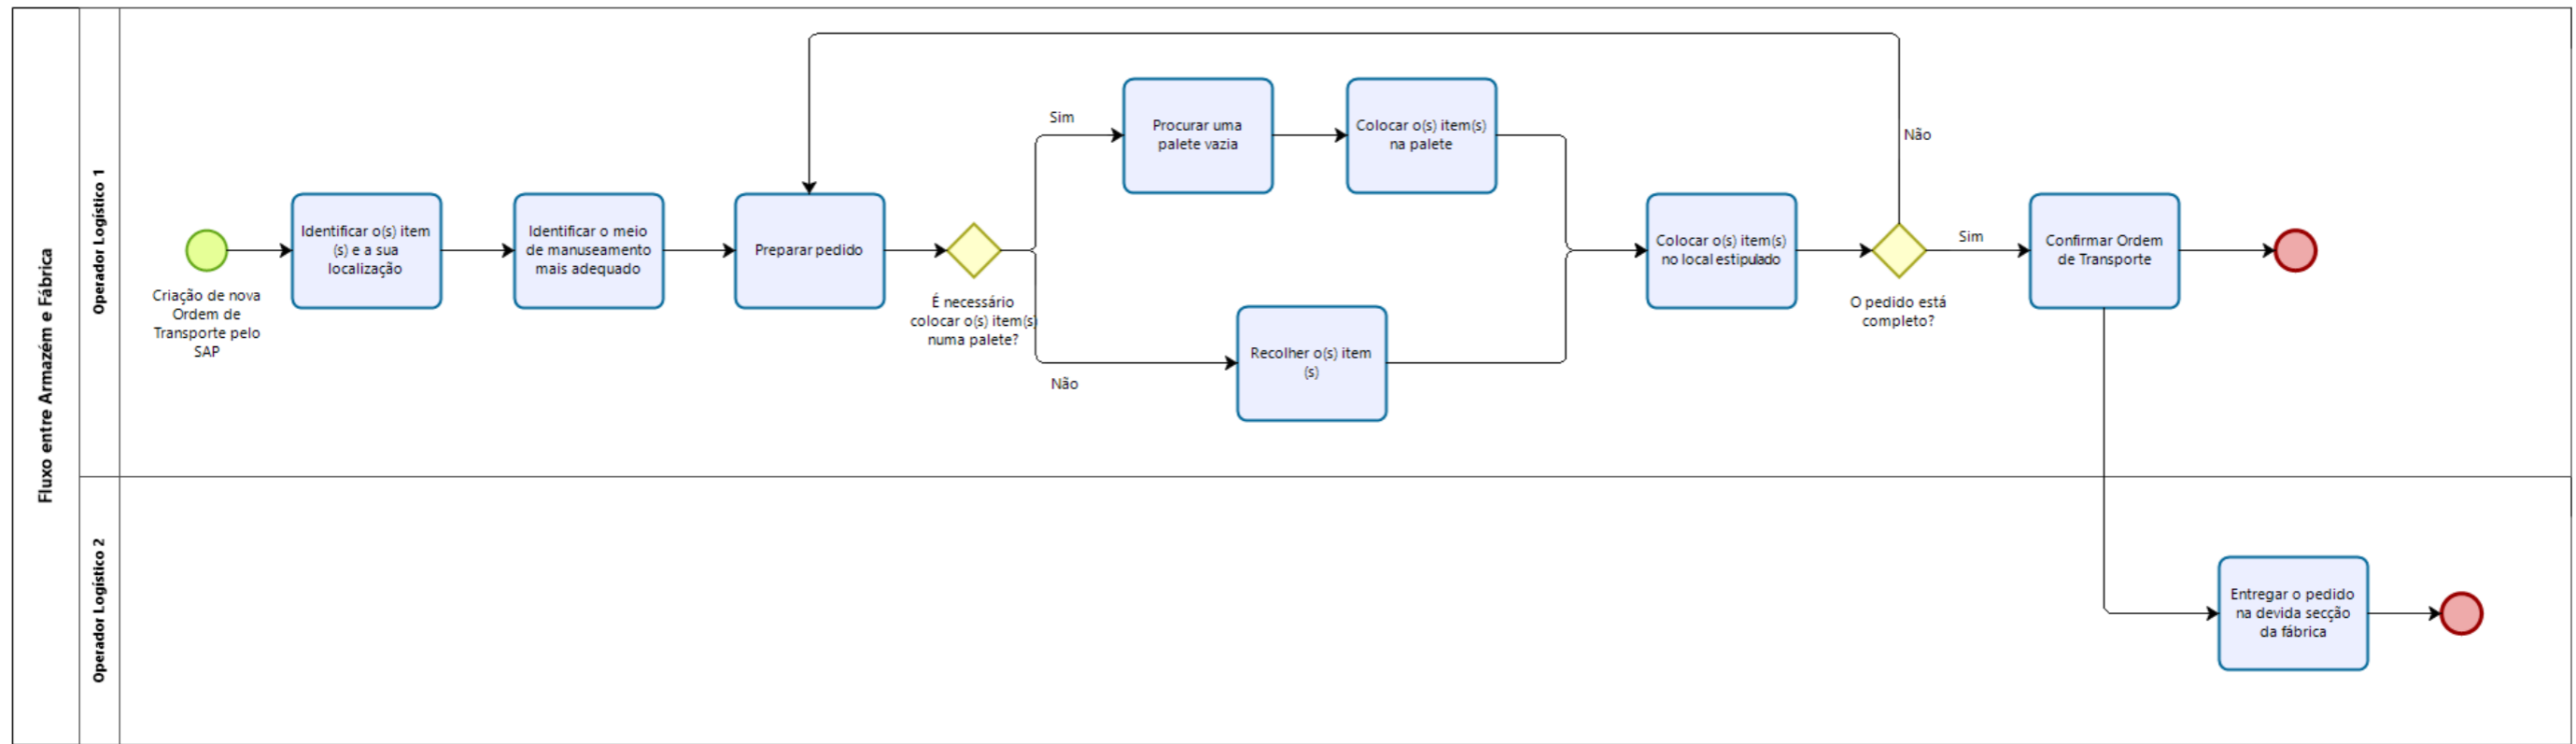 Fluxo entre Armazém e Fábrica
Operador Logístico 1
Criação de nova
Ordem de
Transporte pelo
SAP
Identificar o(s) item
(s) e a sua
localização
Identificar o meio
de manuseamento
mais adequado
Preparar pedido
É necessário
colocar o(s) item(s)
numa palete?
Sim
Procurar uma
palete vazia
Colocar o(s) item(s)
na palete
Não
Recolher o(s) item
(s)
Colocar o(s) item(s)
no local estipulado
O pedido está
completo?
Não
Sim
Confirmar Ordem
de Transporte
Operador Logístico 2
Entregar o pedido
na devida secção
da fábrica